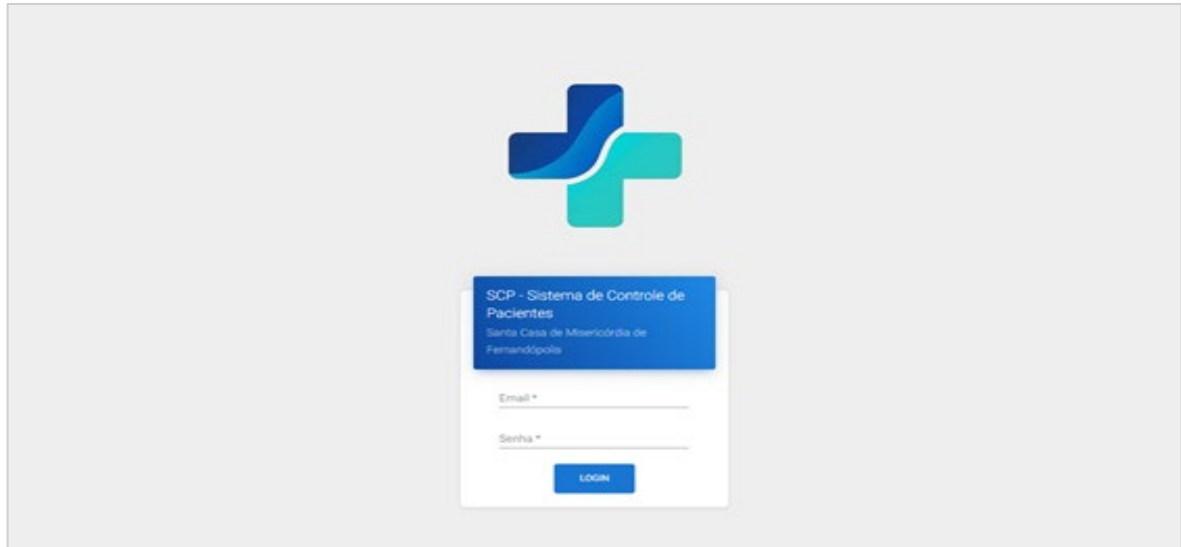 SCP - Sistema de Controle de
Pacientes
Santa Casa de Misericórdia de
Fernandópolis
Email *
Senha *
LOGIN